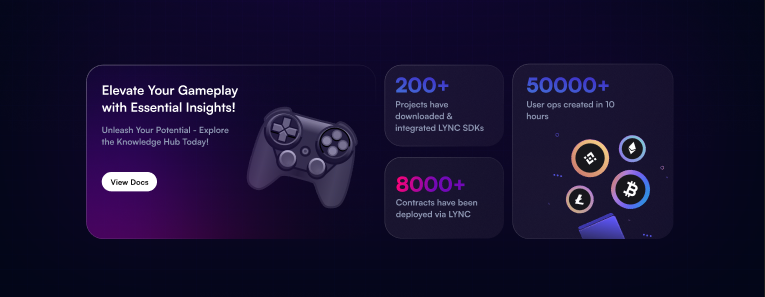 Elevate Your Gameplay
with Essential Insights!
Unleash Your Potential - Explore
the Knowledge Hub Today!
View Docs
200+
Projects have
downloaded &
integrated LYNC SDKs
8000+
Contracts have been
deployed via LYNC
50000+
User ops created in 10
hours